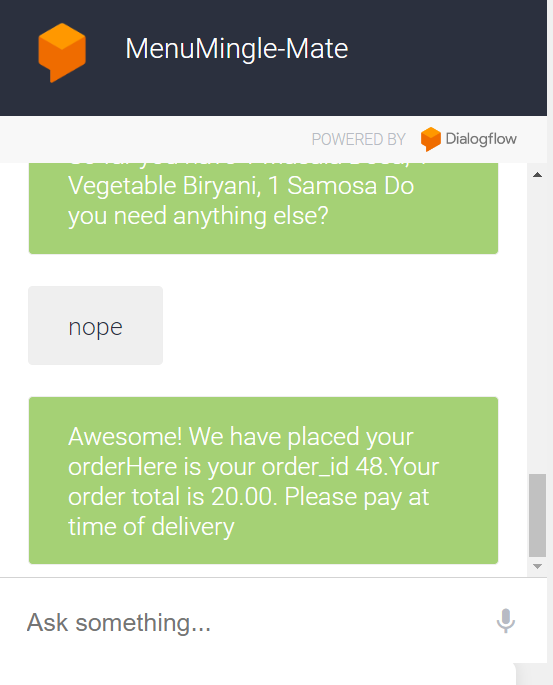 MenuMingle-Mate
POWERED BY Dialogflow
Vegetable Biryani, 1 Samosa Do
you need anything else?
nope
Awesome! We have placed your
orderHere is your order_id 48.Your
order total is 20.00. Please pay at
time of delivery
Ask something...